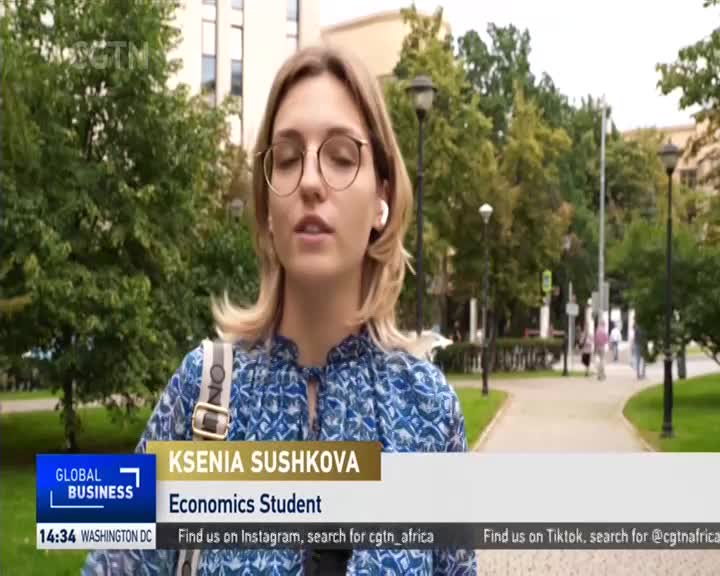 CGTN
NO
KSENIA SUSHKOVA
GLOBAL
BUSINESS
Economics Student
14:34 WASHINGTON DC
Find us on Instagram, search for cgtn_africa Find us on Tiktok, search for @cgtnafrica